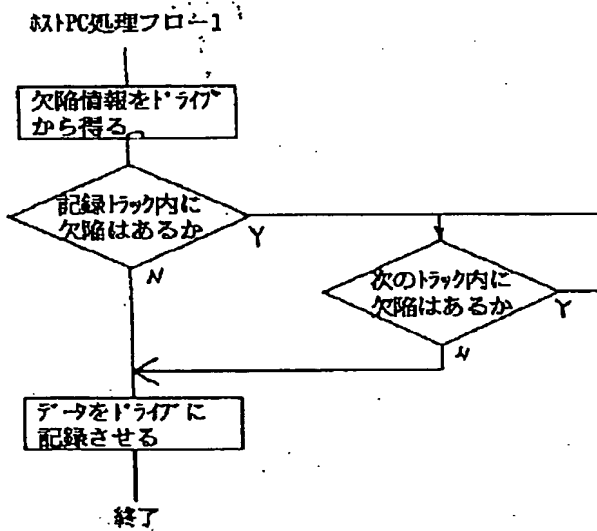 ﾎｽﾄPC処理フロー1
欠陥情報をﾄﾞﾗｲﾌﾞ
から得る
記録ﾄﾗｯｸ内に
欠陥はあるか
Y
N
次のﾄﾗｯｸ内に
欠陥はあるか
Y
N
ﾃﾞｰﾀをﾄﾞﾗｲﾌﾞに
記録させる
終了